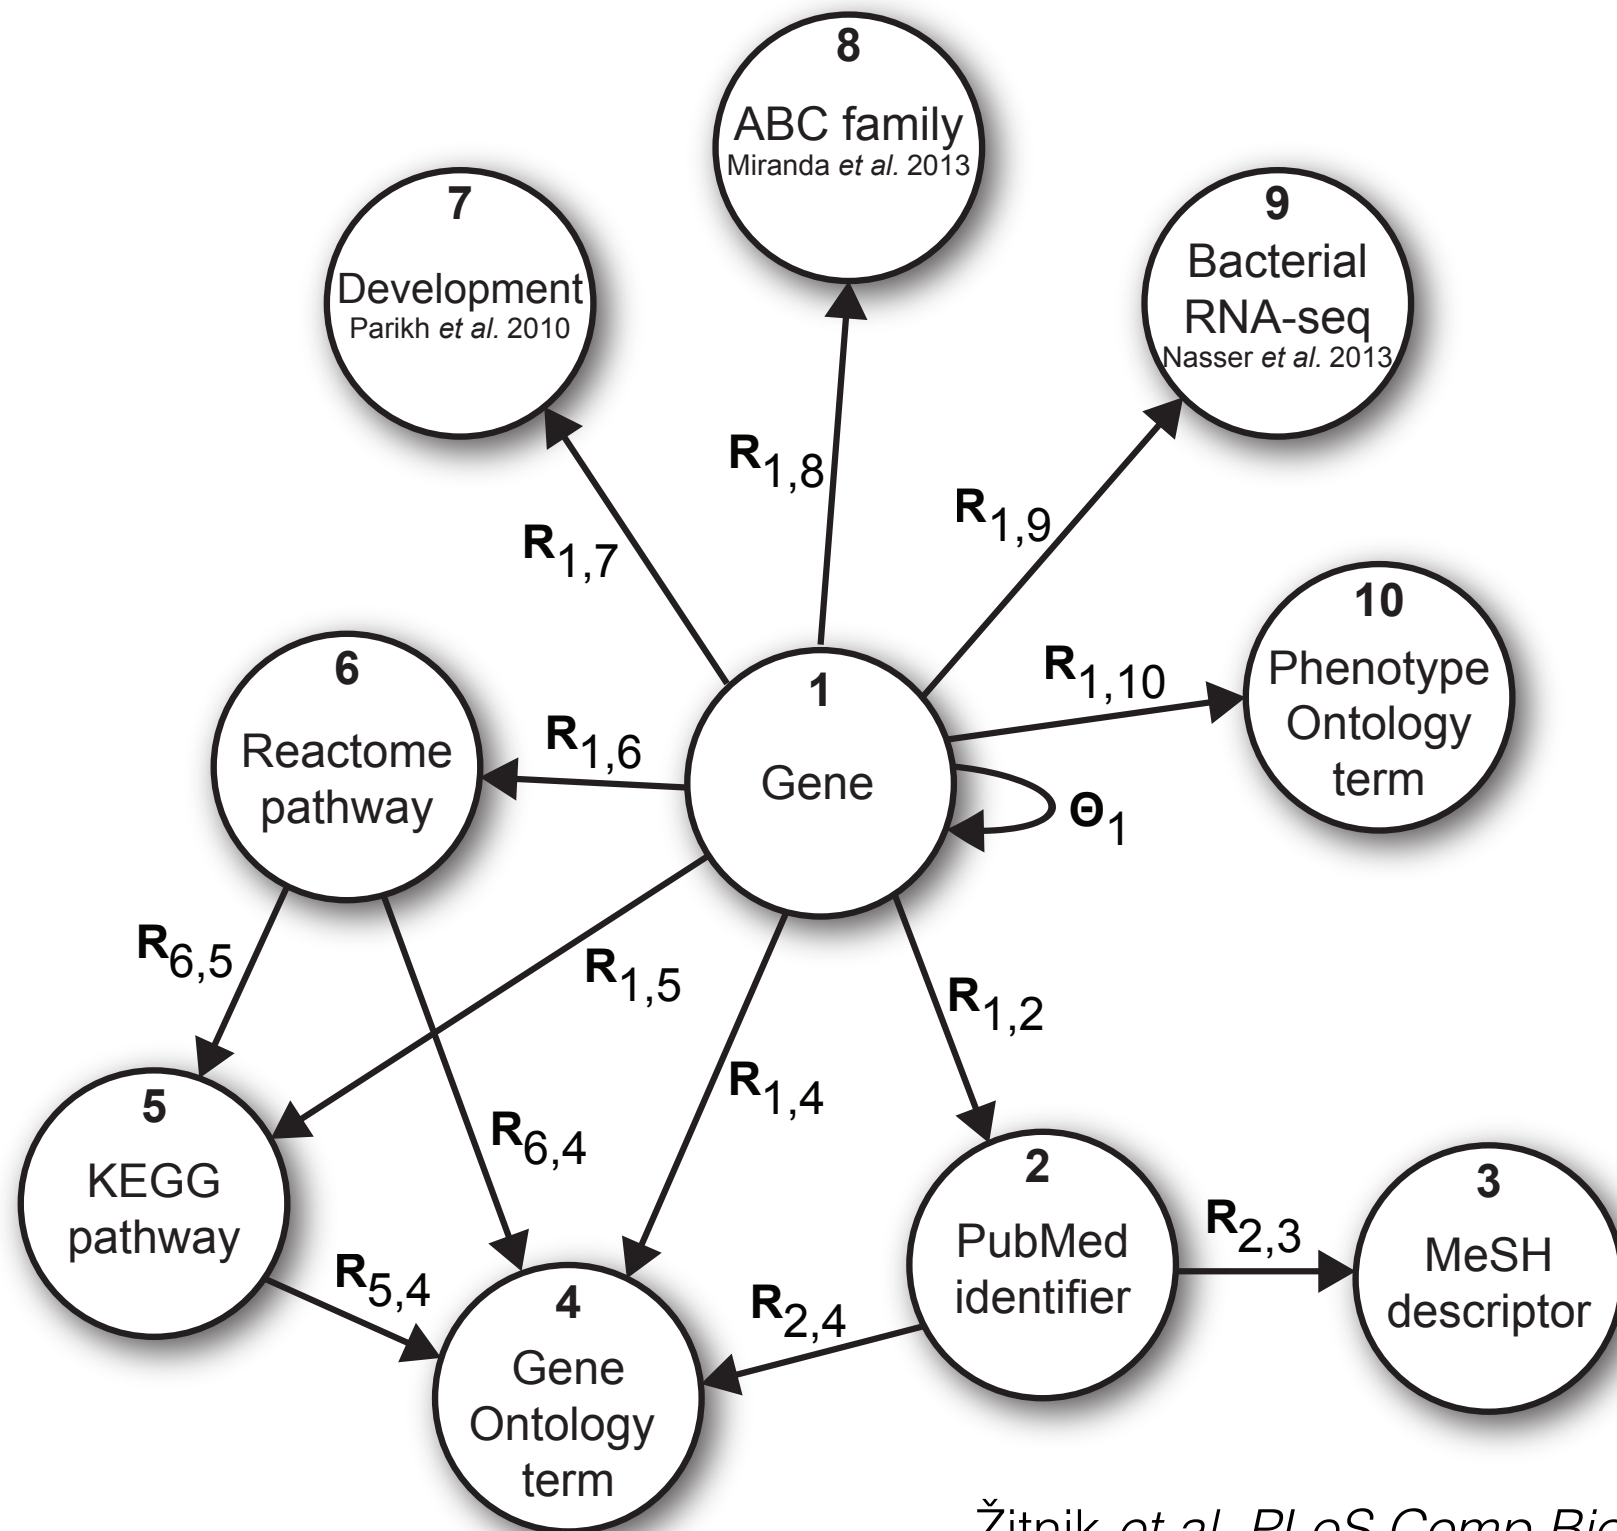 8
ABC family
Miranda et al. 2013
7
Development
Parikh et al. 2010
9
Bacterial
RNA-seq
Nasser et al. 2013
R1,8
R1,9
R1,7
10
Phenotype
Ontology
term
R1,10
6
Reactome
pathway
R1,6
1
Gene
Θ1
R6,5
R1,5
R1,2
R1,4
R6,4
5
KEGG
pathway
2
PubMed
identifier
R2,3
3
MeSH
descriptor
R5,4
R2,4
4
Gene
Ontology
term
Žitnik et al. PLoS Comp Bio